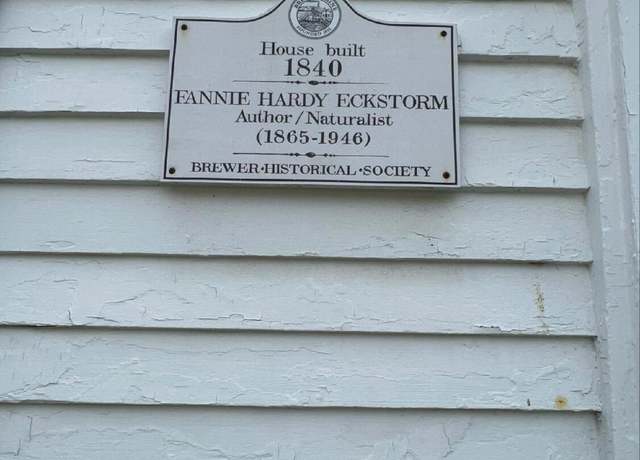 House built
1840
FANNIE HARDY ECKSTORM
Author/Naturalist
(1865-1946)
BREWER·HISTORICAL·SOCIETY